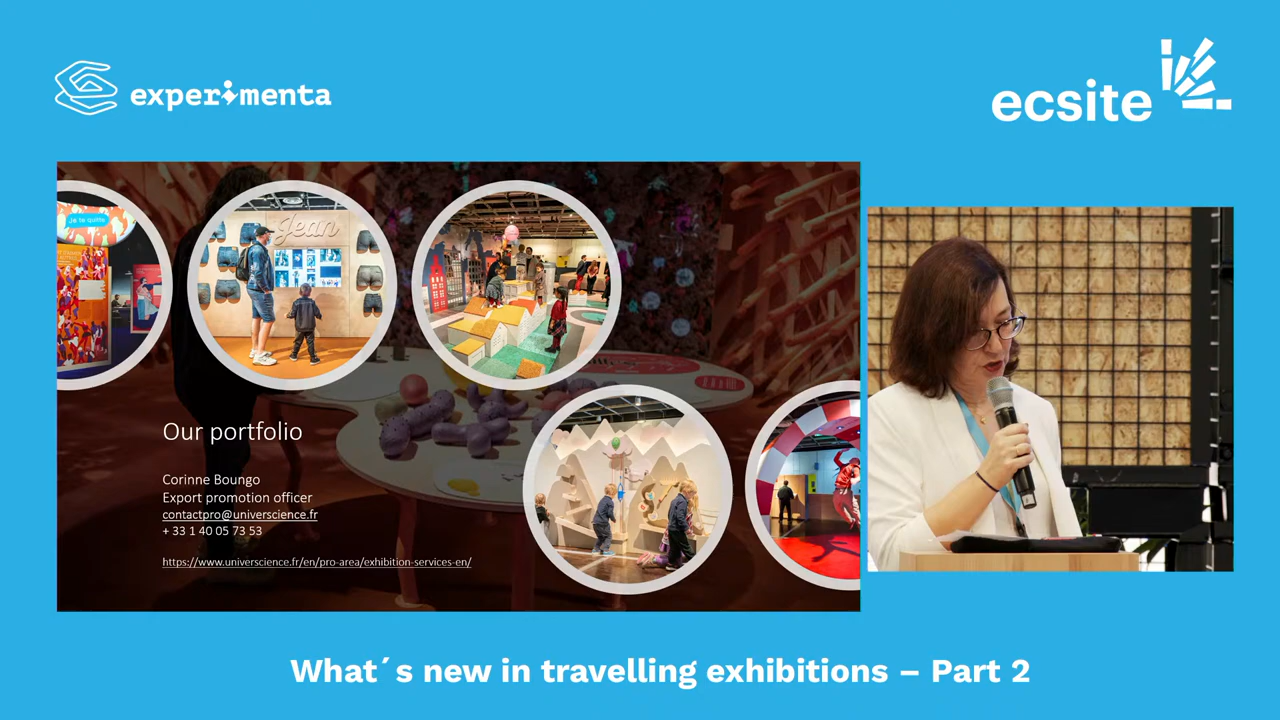 experimenta
ecsite
Je te quitte
Jean
Our portfolio
Corinne Boungo
Export promotion officer
contactpro@universcience.fr
+ 33 1 40 05 73 53
https://www.universcience.fr/en/pro-area/exhibition-services-en/
What´s new in travelling exhibitions – Part 2